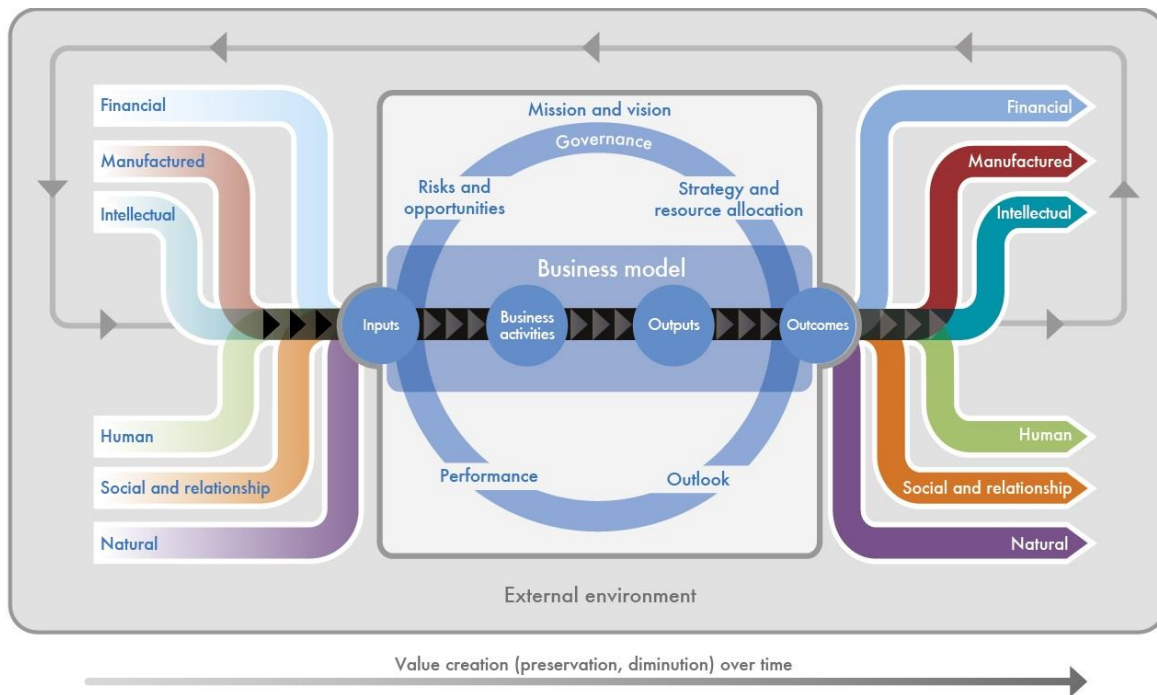 Financial
Manufactured
Intellectual
Human
Social and relationship
Natural
Mission and vision
Governance
Risks and
opportunities
Strategy and
resource allocation
Business model
Inputs
Business
activities
Outputs
Outcomes
Performance
Outlook
Financial
Manufactured
Intellectual
Human
Social and relationship
Natural
External environment
Value creation (preservation, diminution) over time